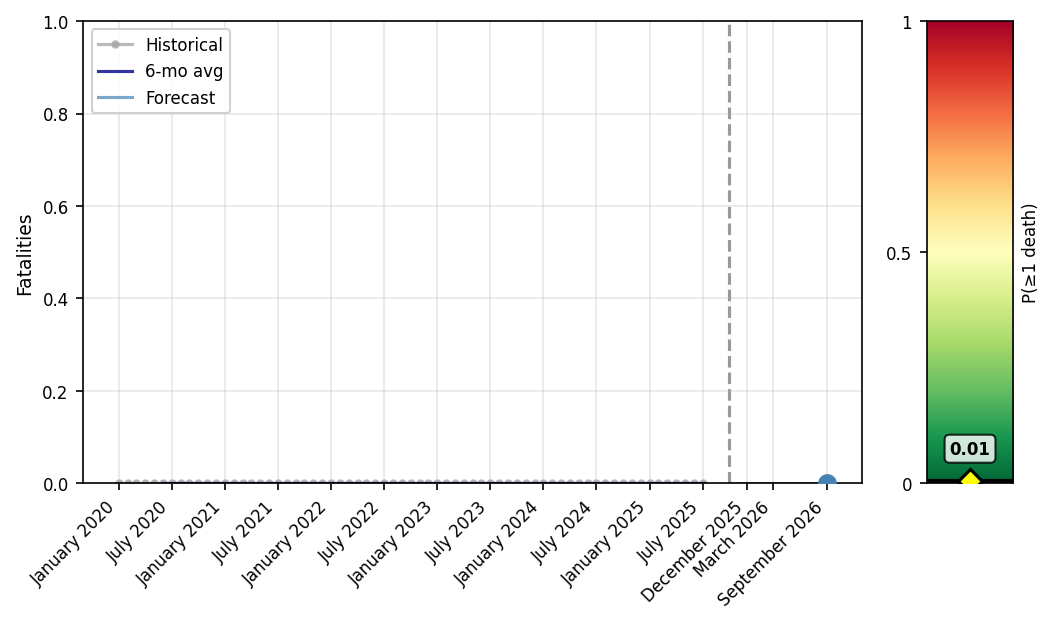 1.0
0.8
0.6
0.4
0.2
0.0
Fatalities
Historical
6-mo avg
Forecast
January 2020
July 2020
January 2021
July 2021
January 2022
July 2022
January 2023
July 2023
January 2024
July 2024
January 2025
July 2025
December 2025
March 2026
September 2026
1
0.5
0
0.01
P(≥1 death)